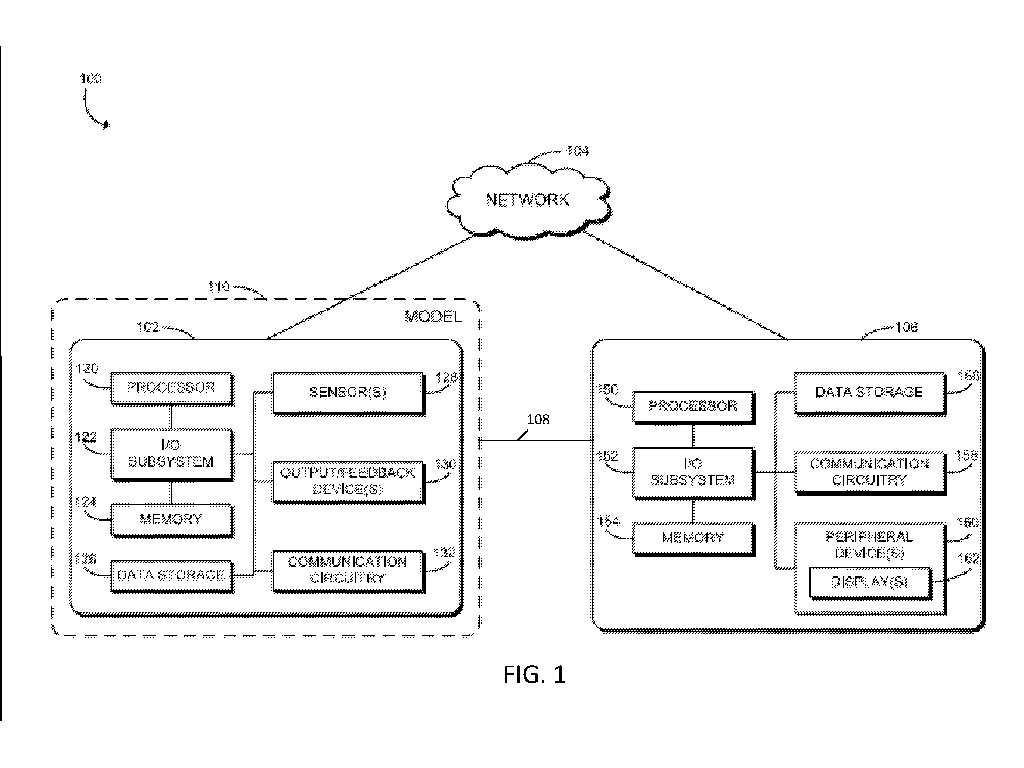 100
104
NETWORK
110
MODEL
102
106
120
PROCESSOR
SENSOR(S)
122
I/O
SUBSYSTEM
OUTPUT/FEEDBACK
DEVICE(S)
130
124
MEMORY
126
DATA STORAGE
COMMUNICATION
CIRCUITRY
132
108
150
PROCESSOR
DATA STORAGE
152
I/O
SUBSYSTEM
COMMUNICATION
CIRCUITRY
158
154
MEMORY
PERIPHERAL
DEVICE(S)
160
DISPLAY(S)
162
FIG. 1